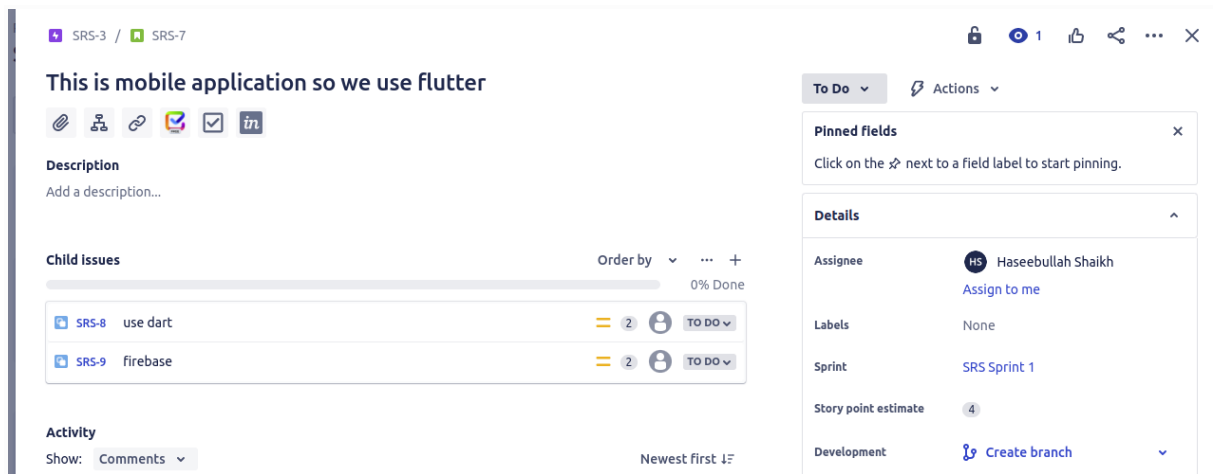 SRS-3 / SRS-7
1
This is mobile application so we use flutter
To Do
Actions
in
Pinned fields
Click on the next to a field label to start pinning.
Description
Add a description...
Details
Child issues
Order by
0% Done
SRS-8 use dart 2 TO DO
SRS-9 firebase 2 TO DO
Assignee
HS Haseebullah Shaikh
Assign to me
Labels
None
Sprint
SRS Sprint 1
Story point estimate
4
Development
Create branch
Activity
Show: Comments
Newest first